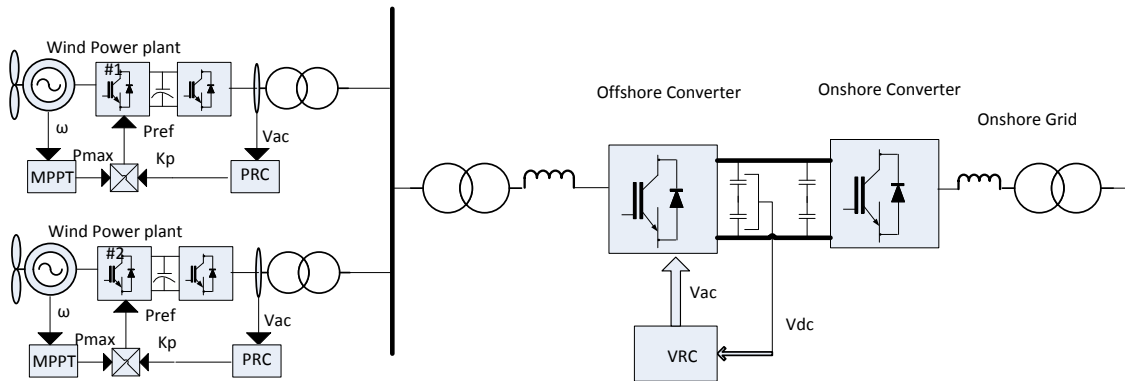 Wind Power plant
#1
ω
Pref
Vac
Pmax
Kp
MPPT
PRC
Wind Power plant
#2
ω
Pref
Vac
Pmax
Kp
MPPT
PRC
Offshore Converter
Onshore Converter
Onshore Grid
Vac
Vdc
VRC